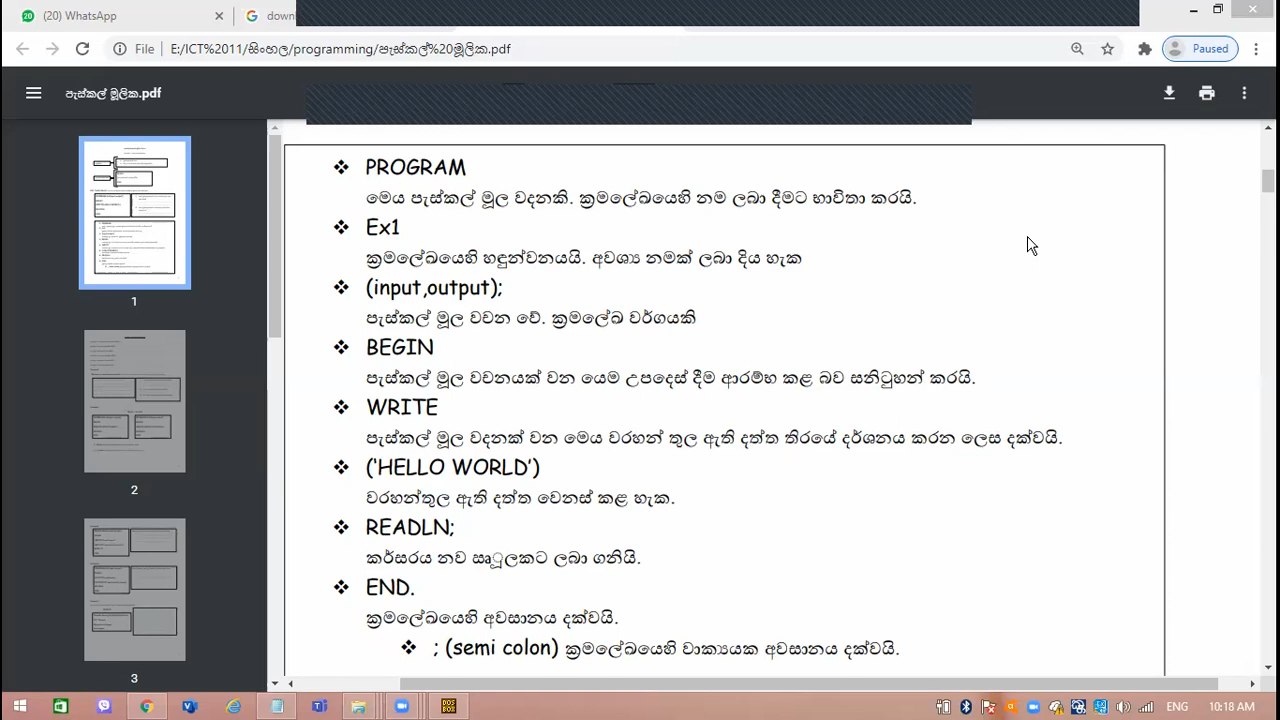 (20) WhatsApp
downl
File
E:/ICT%2011/සිංහල/programming/පැස්කල්%20මූලික.pdf
Paused
පැස්කල් මූලික.pdf
❖ PROGRAM
මෙය පැස්කල් මූල වදනකි. ක්‍රමලේඛයෙහි නම ලබා දීමට භාවිතා කරයි.
❖ Ex1
ක්‍රමලේඛයෙහි හඳුන්වනයයි. අවශ්‍ය නමක් ලබා දිය හැක
❖ (input,output);
පැස්කල් මූල වචන වේ. ක්‍රමලේඛ වර්ගයකි
❖ BEGIN
පැස්කල් මූල වචනයක් වන යෙම උපදෙස් දීම ආරම්භ කළ බව සනිටුහන් කරයි.
❖ WRITE
පැස්කල් මූල වදනක් වන මෙය වරහන් තුල ඇති දත්ත තිරයේ දර්ශනය කරන ලෙස දක්වයි.
❖ ('HELLO WORLD')
වරහන්තුල ඇති දත්ත වෙනස් කළ හැක.
❖ READLN;
කර්සරය නව ලබා ගනියි.
❖ END.
ක්‍රමලේඛයෙහි අවසානය දක්වයි.
❖ ; (semi colon) ක්‍රමලේඛයෙහි වාක්‍යයක අවසානය දක්වයි.
1
2
3
ENG
10:18 AM